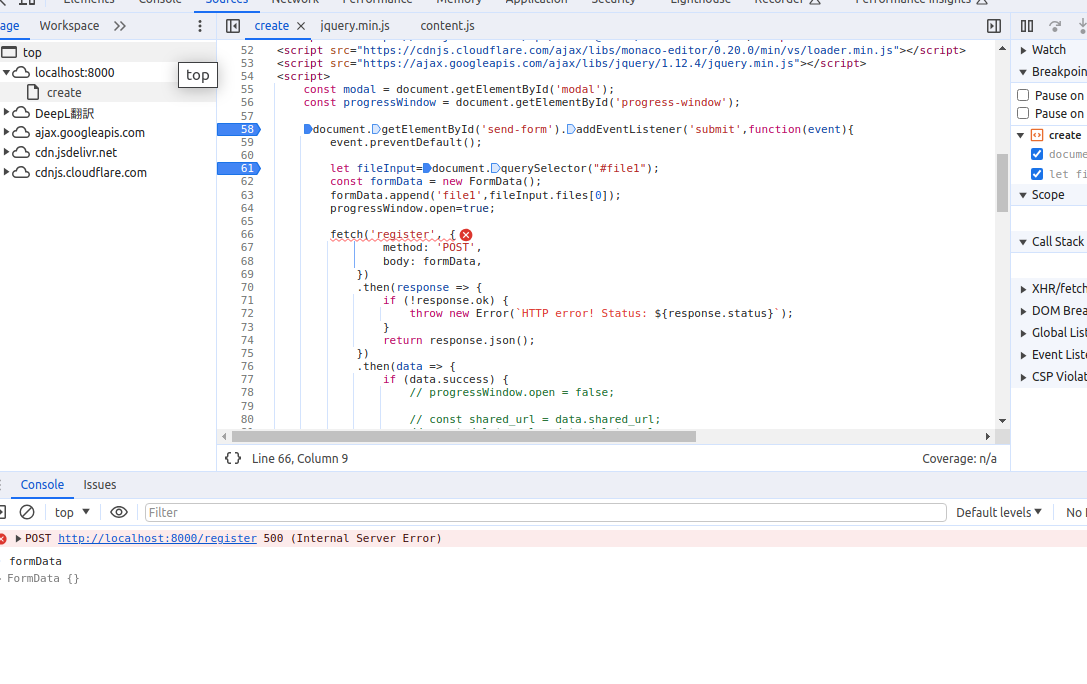 Elements Console Sources Network Performance Memory Application Security Lighthouse Recorder Performance insights
Workspace
create
jquery.min.js
content.js
top
localhost:8000
top
create
DeepL翻訳
ajax.googleapis.com
cdn.jsdelivr.net
cdnjs.cloudflare.com
52 <script src="https://cdnjs.cloudflare.com/ajax/libs/monaco-editor/0.20.0/min/vs/loader.min.js"></script>
53 <script src="https://ajax.googleapis.com/ajax/libs/jquery/1.12.4/jquery.min.js"></script>
54 <script>
55 const modal = document.getElementById('modal');
56 const progressWindow = document.getElementById('progress-window');
57
58 document.getElementById('send-form').addEventListener('submit',function(event){
59 event.preventDefault();
60
61 let fileInput=document.querySelector("#file1");
62 const formData = new FormData();
63 formData.append('file1',fileInput.files[0]);
64 progressWindow.open=true;
65
66 fetch('register', {
67 method: 'POST',
68 body: formData,
69 })
70 .then(response => {
71 if (!response.ok) {
72 throw new Error(`HTTP error! Status: ${response.status}`);
73 }
74 return response.json();
75 })
76 .then(data => {
77 if (data.success) {
78 // progressWindow.open = false;
79
80 // const shared_url = data.shared_url;
Line 66, Column 9
Coverage: n/a
Watch
Breakpoin
Pause on
Pause on
create
docume
let fi
Scope
Call Stack
XHR/fetch
DOM Brea
Global List
Event Liste
CSP Violat
Console
Issues
top
Filter
Default levels
No
POST http://localhost:8000/register 500 (Internal Server Error)
formData
FormData {}